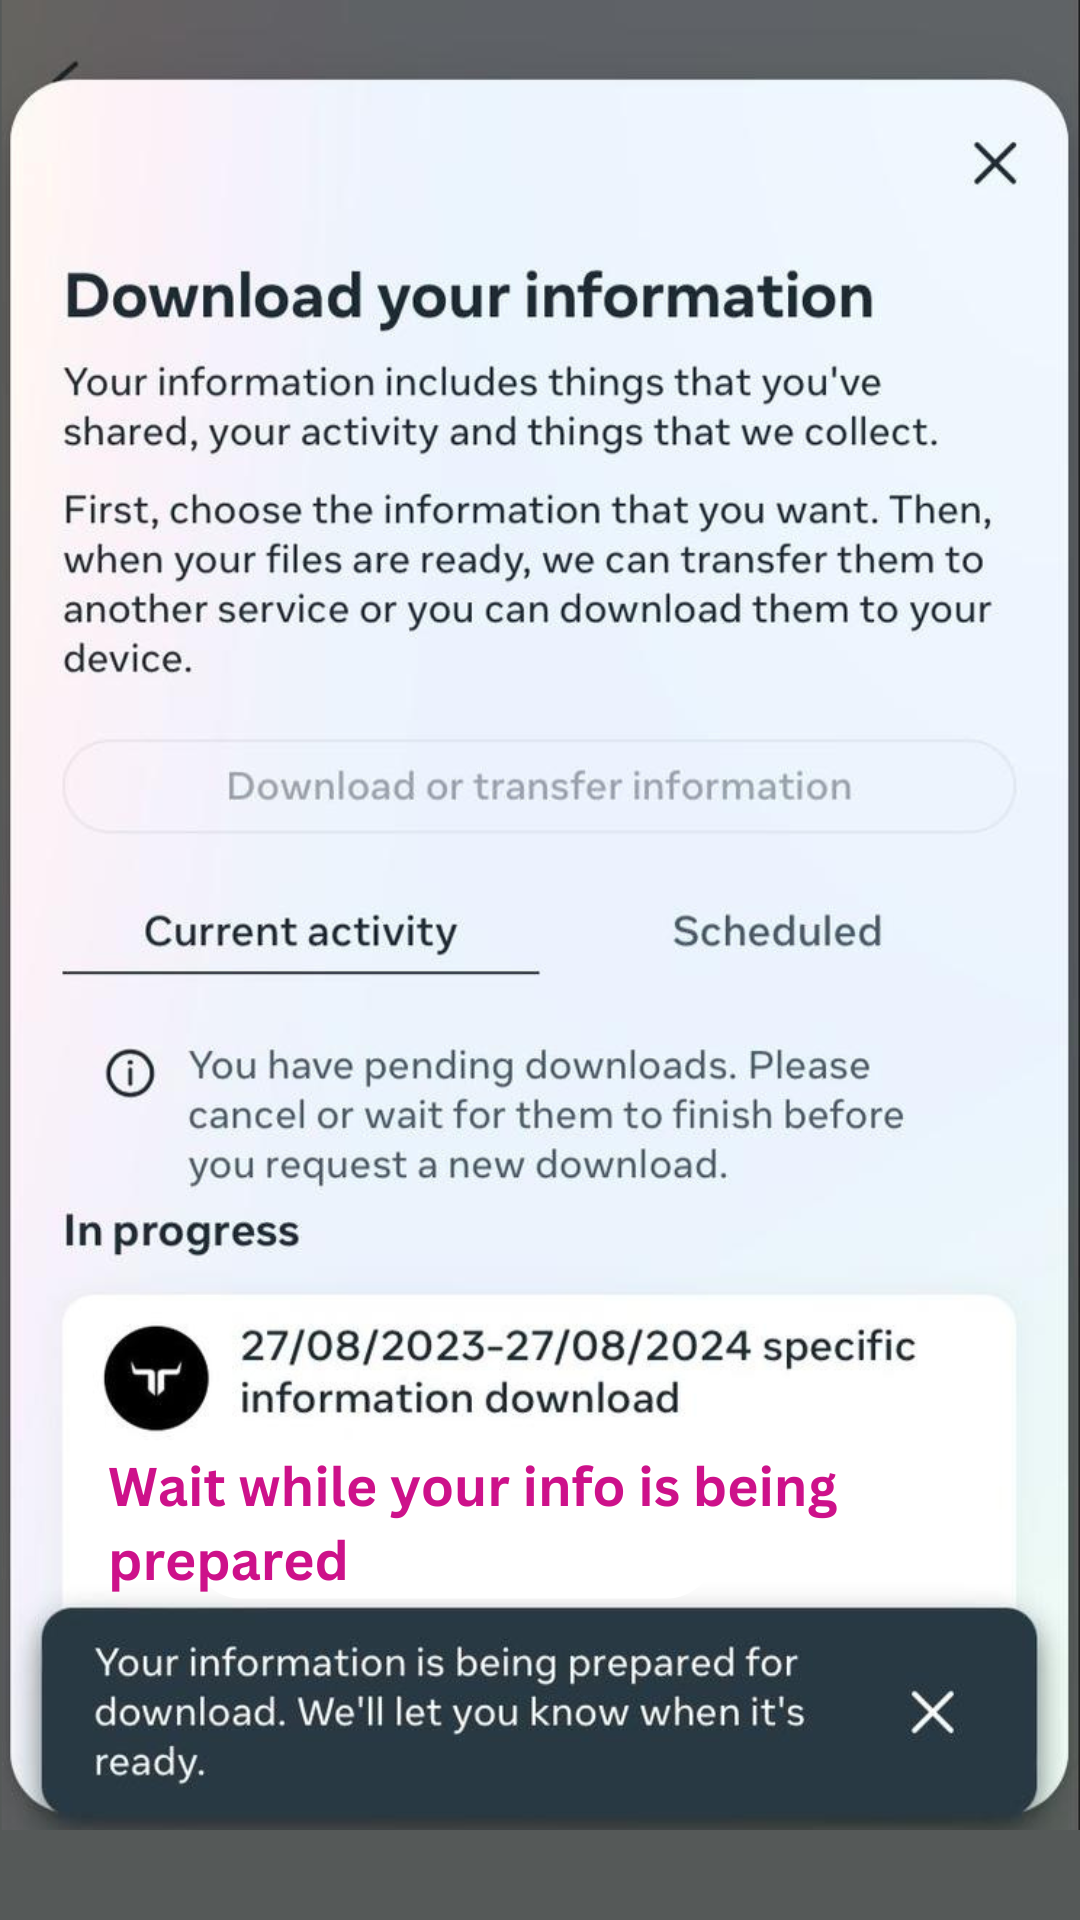 Download your information
Your information includes things that you've
shared, your activity and things that we collect.
First, choose the information that you want. Then,
when your files are ready, we can transfer them to
another service or you can download them to your
device.
Download or transfer information
Current activity
Scheduled
You have pending downloads. Please
cancel or wait for them to finish before
you request a new download.
In progress
27/08/2023-27/08/2024 specific
information download
Wait while your info is being
prepared
Your information is being prepared for
download. We'll let you know when it's
ready.